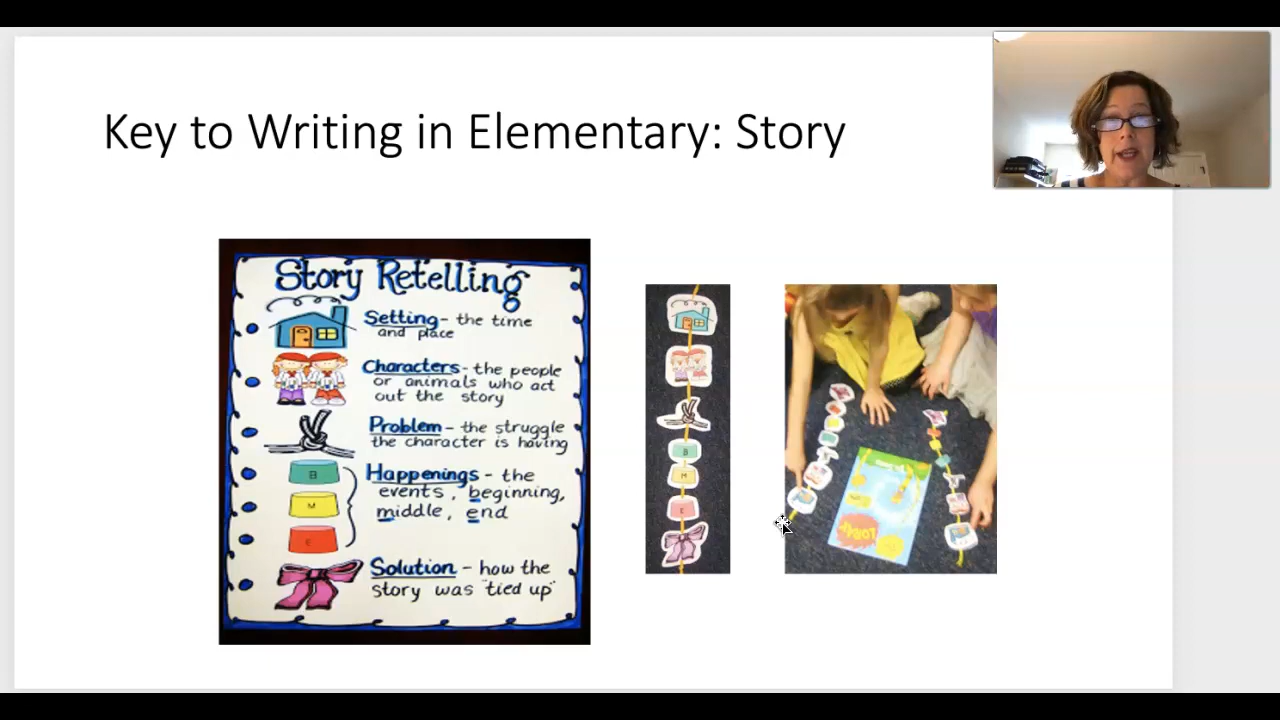 Key to Writing in Elementary: Story
Story Retelling
Setting - the time
and place
Characters - the people
or animals who act
out the story
Problem - the struggle
the character is having
B
Happenings - the
events, beginning,
M
middle, end
E
Solution - how the
story was "tied up"
B
M
E